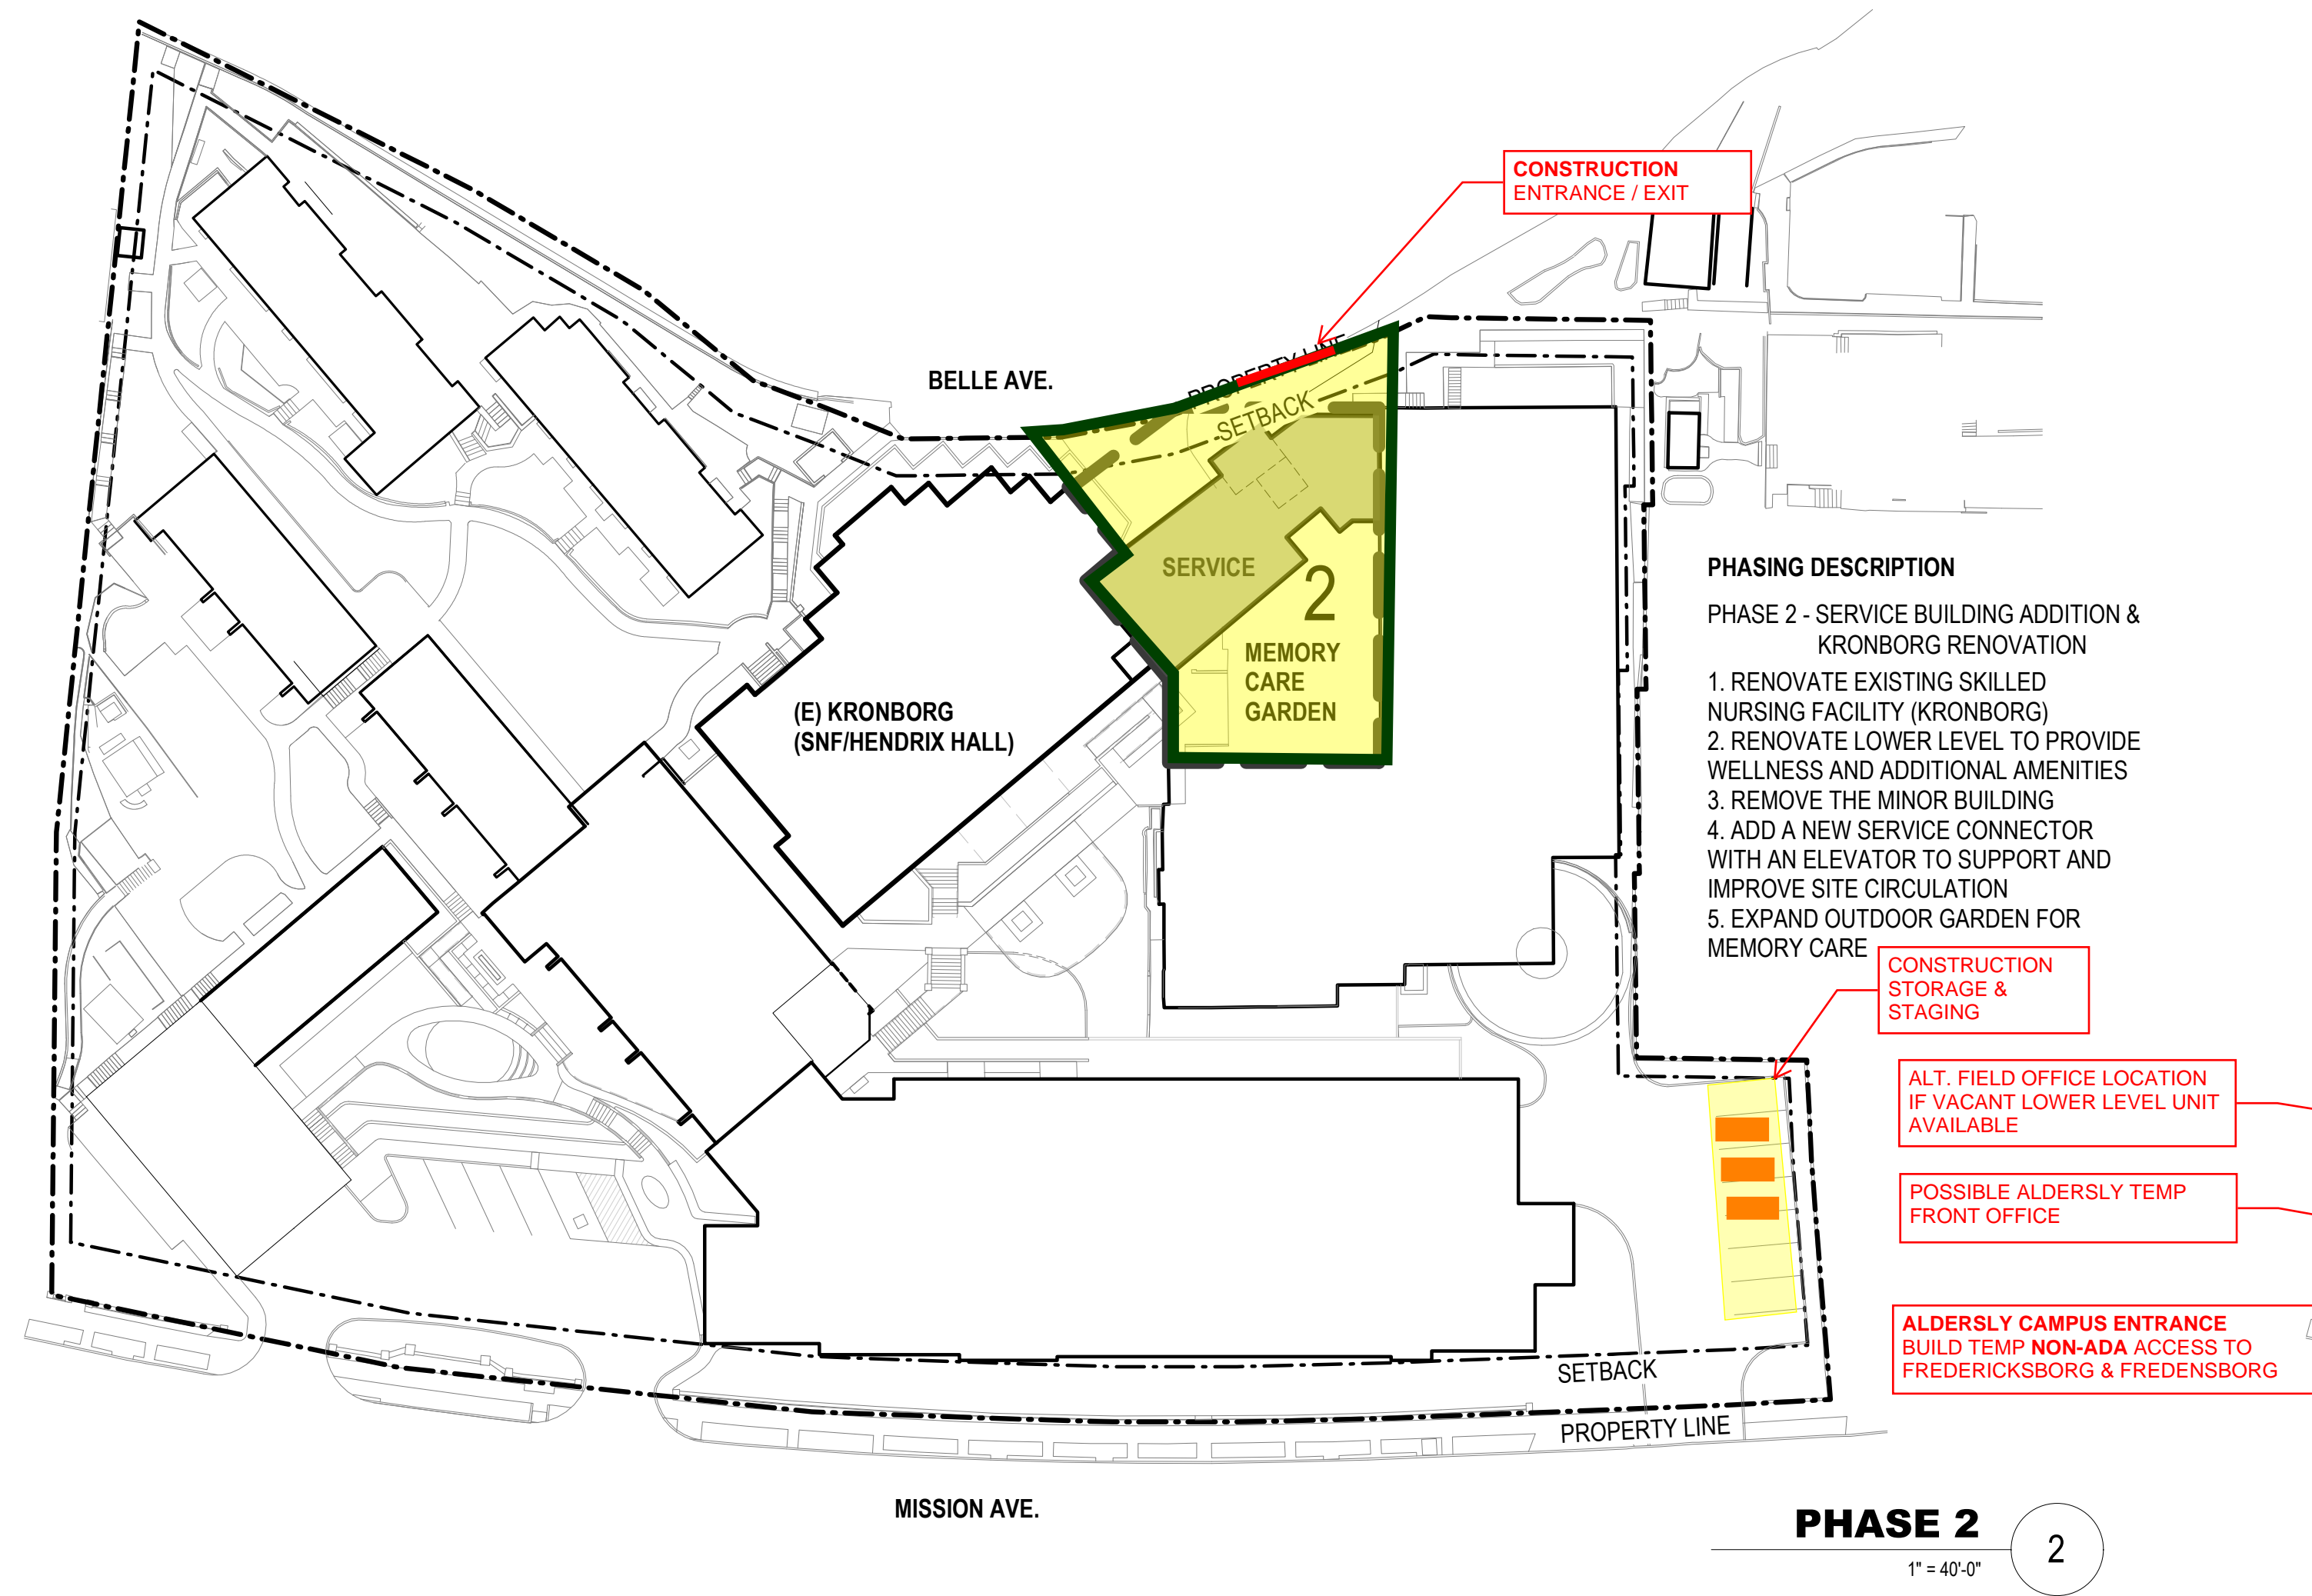 CONSTRUCTION
ENTRANCE / EXIT
PROPERTY LINE
BELLE AVE.
SETBACK
SERVICE
2
MEMORY
CARE
GARDEN
(E) KRONBORG
(SNF/HENDRIX HALL)
PHASING DESCRIPTION
PHASE 2 - SERVICE BUILDING ADDITION &
KRONBORG RENOVATION
1. RENOVATE EXISTING SKILLED
NURSING FACILITY (KRONBORG)
2. RENOVATE LOWER LEVEL TO PROVIDE
WELLNESS AND ADDITIONAL AMENITIES
3. REMOVE THE MINOR BUILDING
4. ADD A NEW SERVICE CONNECTOR
WITH AN ELEVATOR TO SUPPORT AND
IMPROVE SITE CIRCULATION
5. EXPAND OUTDOOR GARDEN FOR
MEMORY CARE
CONSTRUCTION
STORAGE &
STAGING
ALT. FIELD OFFICE LOCATION
IF VACANT LOWER LEVEL UNIT
AVAILABLE
POSSIBLE ALDERSLY TEMP
FRONT OFFICE
ALDERSLY CAMPUS ENTRANCE
BUILD TEMP NON-ADA ACCESS TO
FREDERICKSBORG & FREDENSBORG
SETBACK
PROPERTY LINE
MISSION AVE.
PHASE 2
2
1" = 40'-0"